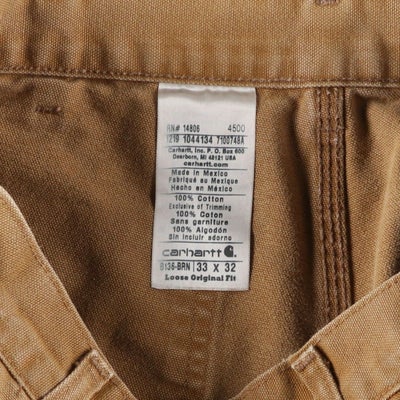 RN# 14806 4500
1219 1044134 7100748A
Carhartt, Inc. P.O. Box 600
Dearborn, MI 48121 USA
carhartt.com
Made in Mexico
Fabriqué au Mexique
Hecho en México
100% Cotton
Exclusive of Trimming
100% Coton
Sans garniture
100% Algodón
Sin incluir adorno
carhartt
B136-BRN 33 x 32
Loose Original Fit